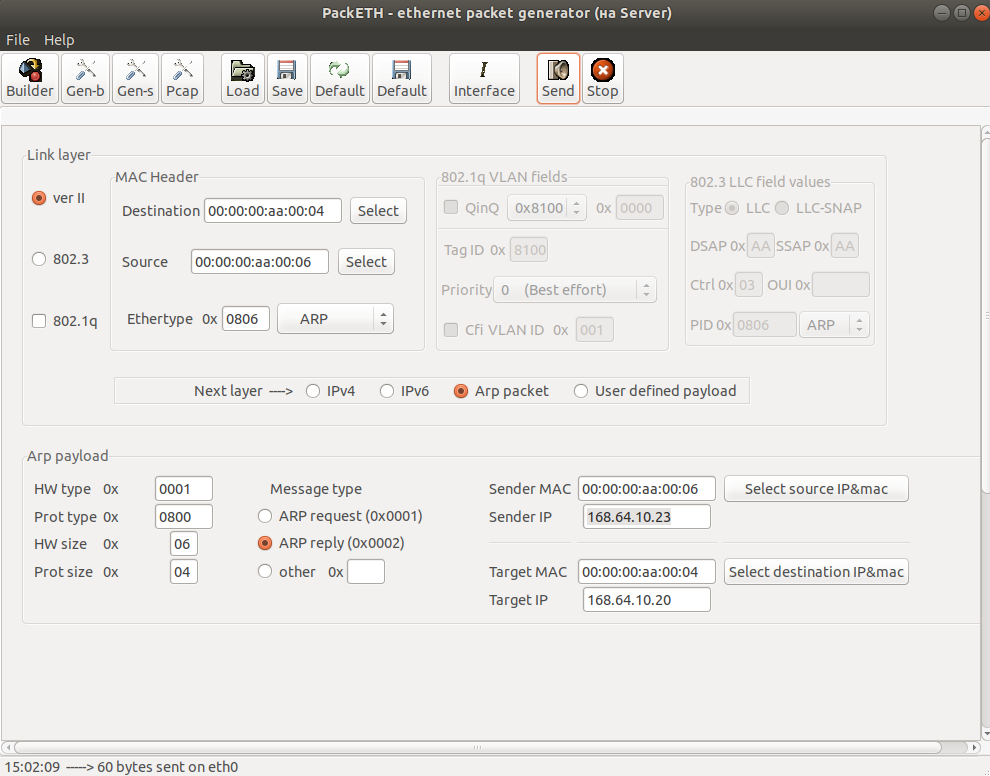 PackETH - ethernet packet generator (на Server)
File Help
Builder Gen-b Gen-s Pcap Load Save Default Default Interface Send Stop
Link layer
ver II
802.3
802.1q
MAC Header
Destination 00:00:00:aa:00:04 Select
Source 00:00:00:aa:00:06 Select
Ethertype 0x 0806 ARP
802.1q VLAN fields
QinQ 0x8100 0x 0000
Tag ID 0x 8100
Priority 0 (Best effort)
Cfi VLAN ID 0x 001
802.3 LLC field values
Type LLC LLC-SNAP
DSAP 0x AA SSAP 0x AA
Ctrl 0x 03 OUI 0x
PID 0x 0806 ARP
Next layer ----> IPv4 IPv6 Arp packet User defined payload
Arp payload
HW type 0x 0001
Prot type 0x 0800
HW size 0x 06
Prot size 0x 04
Message type
ARP request (0x0001)
ARP reply (0x0002)
other 0x
Sender MAC 00:00:00:aa:00:06 Select source IP&mac
Sender IP 168.64.10.23
Target MAC 00:00:00:aa:00:04 Select destination IP&mac
Target IP 168.64.10.20
15:02:09 -----> 60 bytes sent on eth0